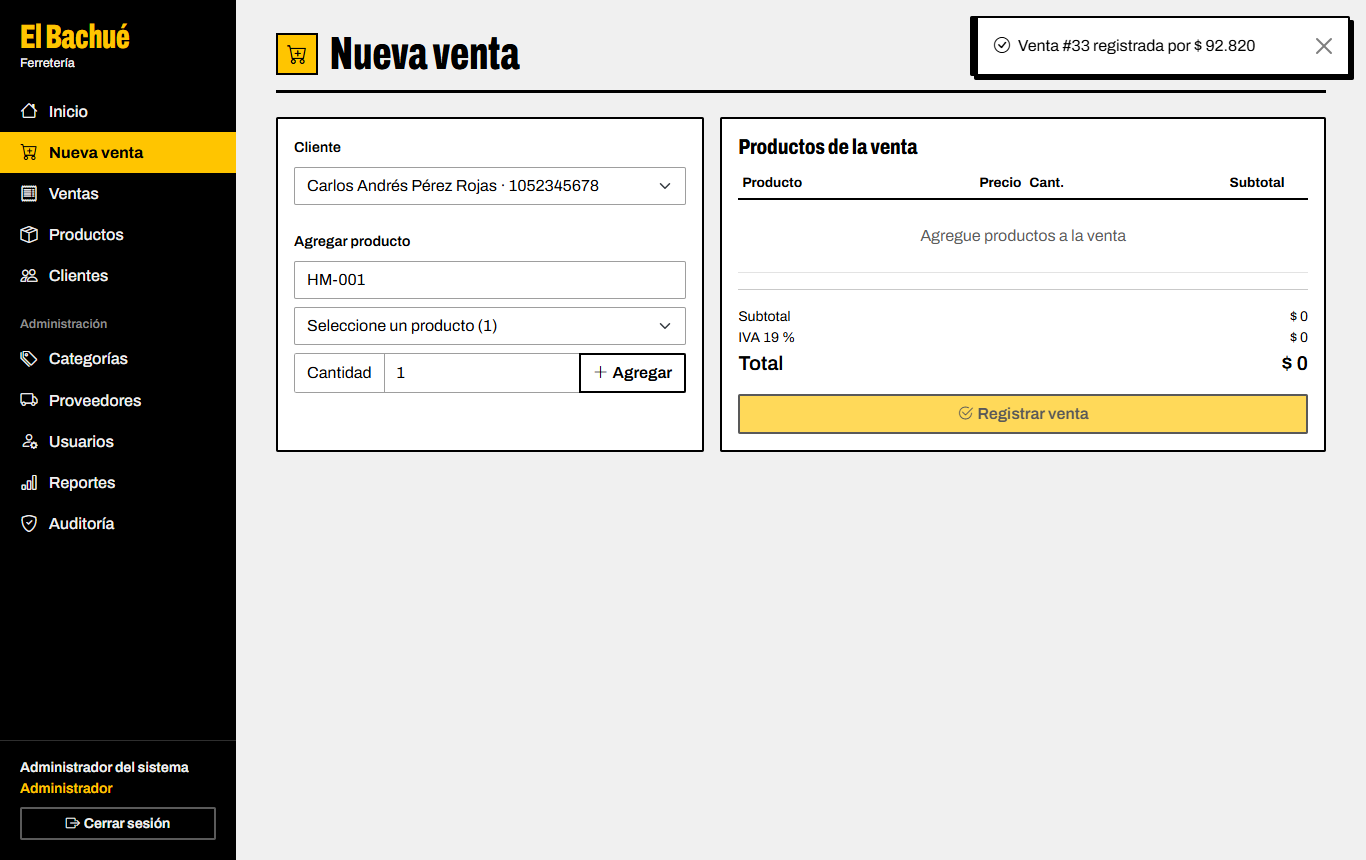 El Bachué
Ferretería
Inicio
Nueva venta
Ventas
Productos
Clientes
Administración
Categorías
Proveedores
Usuarios
Reportes
Auditoría
Administrador del sistema
Administrador
Cerrar sesión
Nueva venta
Venta #33 registrada por $ 92.820
Cliente
Carlos Andrés Pérez Rojas · 1052345678
Agregar producto
HM-001
Seleccione un producto (1)
Cantidad 1 Agregar
Productos de la venta
Producto Precio Cant. Subtotal
Agregue productos a la venta
Subtotal $ 0
IVA 19 % $ 0
Total $ 0
Registrar venta